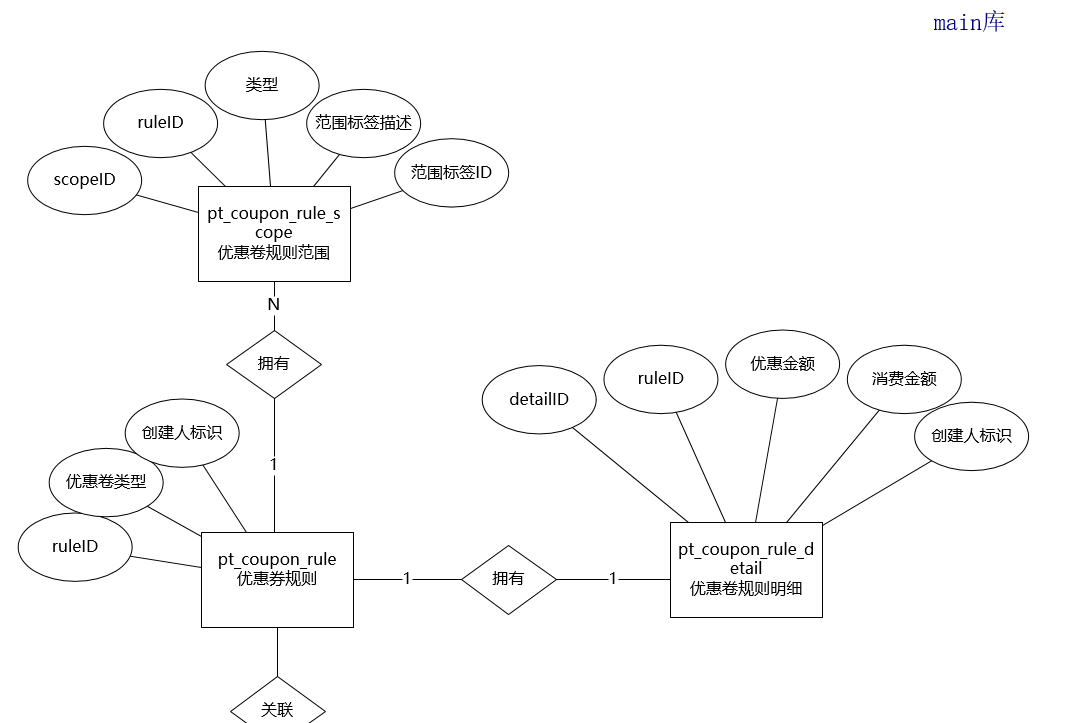 main库
类型
ruleID
范围标签描述
scopeID
范围标签ID
pt_coupon_rule_s
cope
优惠卷规则范围
N
拥有
1
创建人标识
优惠卷类型
ruleID
pt_coupon_rule
优惠券规则
1
拥有
1
detailID
ruleID
优惠金额
消费金额
创建人标识
pt_coupon_rule_d
etail
优惠卷规则明细
关联